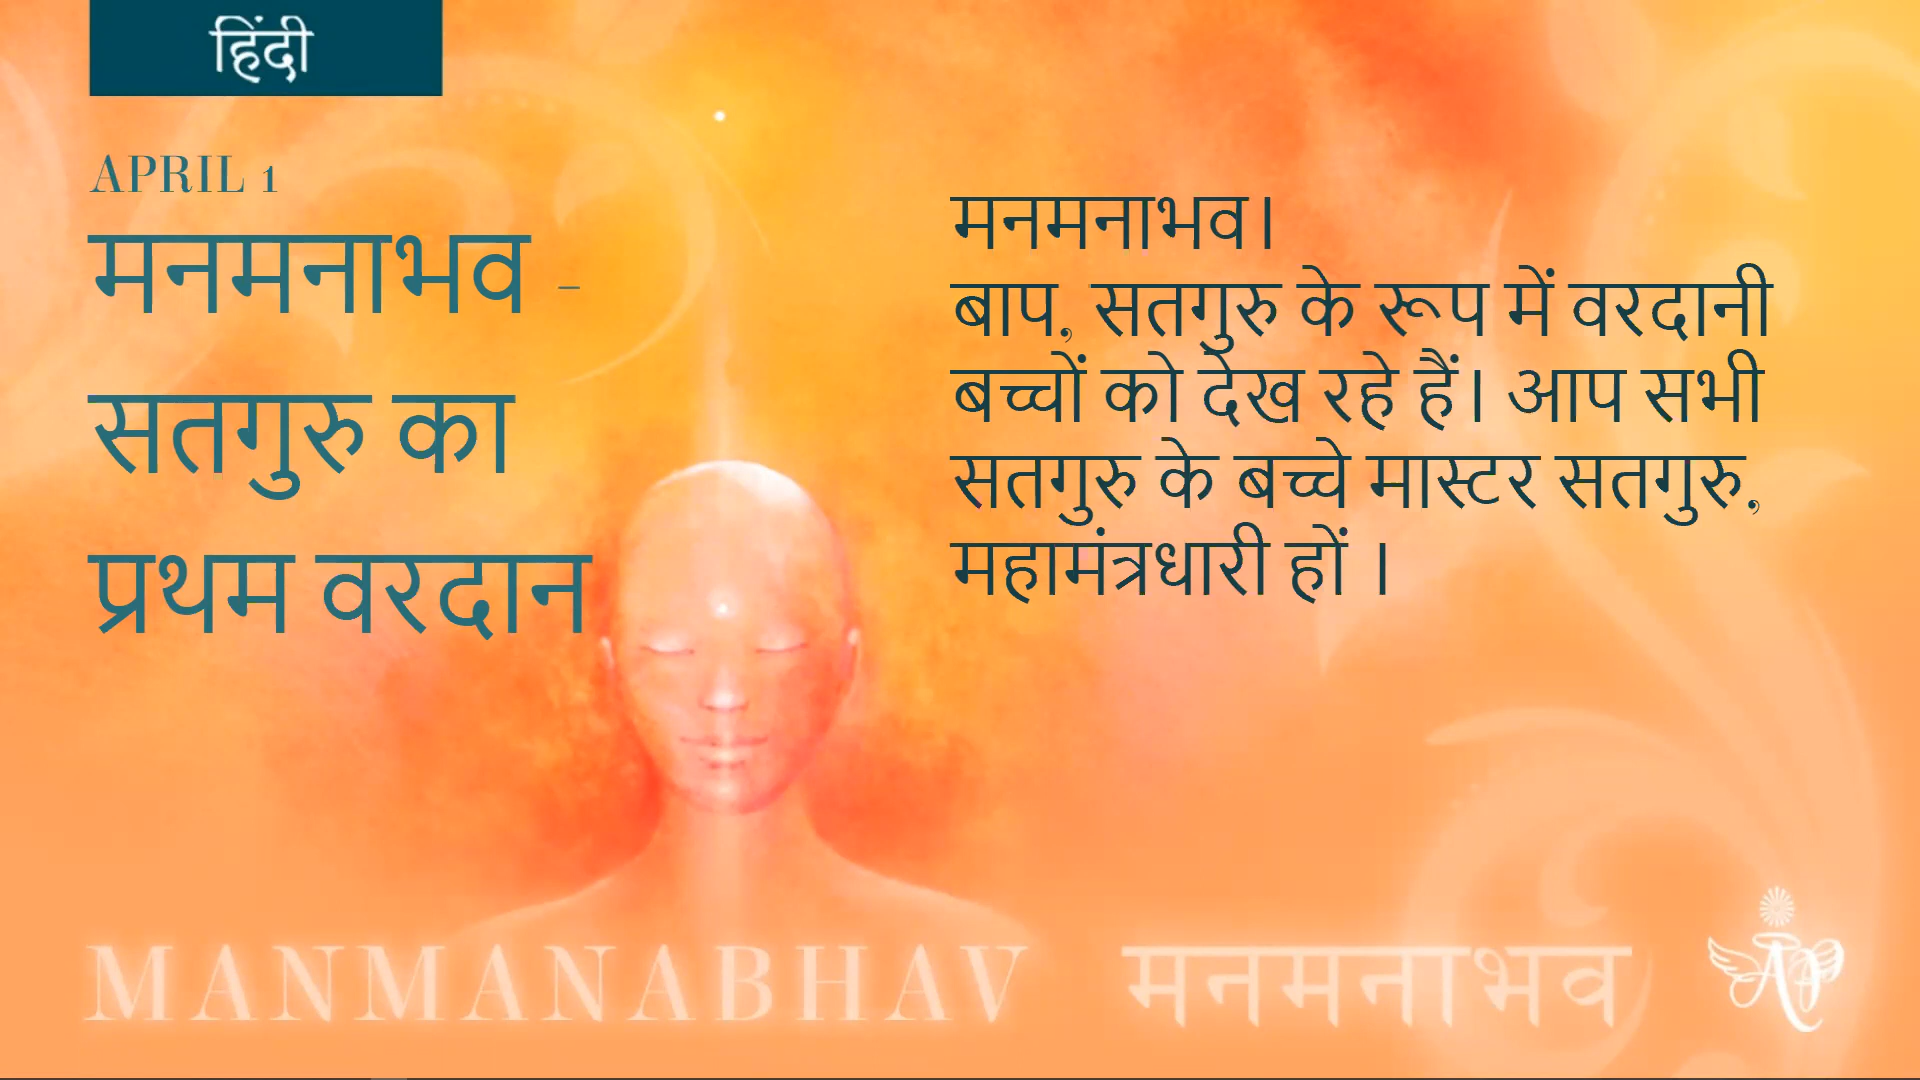 हिंदी
APRIL 1
मनमनाभव -
सतगुरु का
प्रथम वरदान
मनमनाभव।
बाप, सतगुरु के रूप में वरदानी
बच्चों को देख रहे हैं। आप सभी
सतगुरु के बच्चे मास्टर सतगुरु,
महामंत्रधारी हों ।
MANMANABHAV मनमनाभव